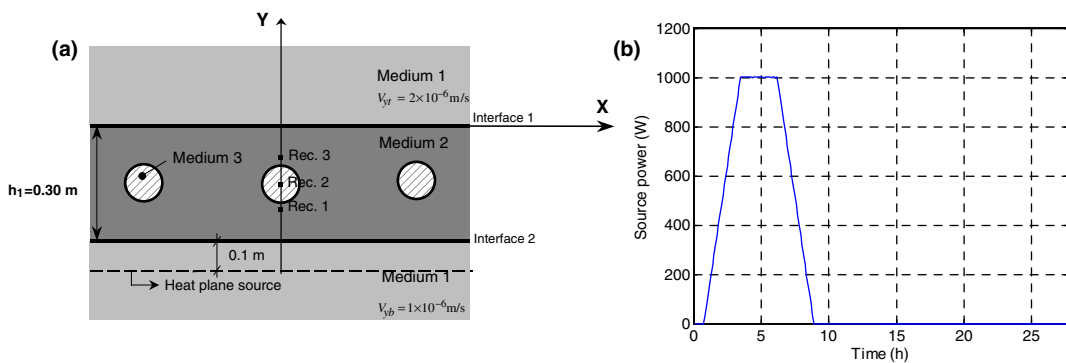 (a)
Y
Medium 1
V_yt = 2×10⁻⁶m/s
X
Interface 1
Medium 2
Medium 3
Rec. 3
Rec. 2
Rec. 1
h₁=0.30 m
Interface 2
0.1 m
Medium 1
Heat plane source
V_yb = 1×10⁻⁶m/s
(b)
1200
1000
800
600
400
200
0
Source power (W)
0 5 10 15 20 25
Time (h)